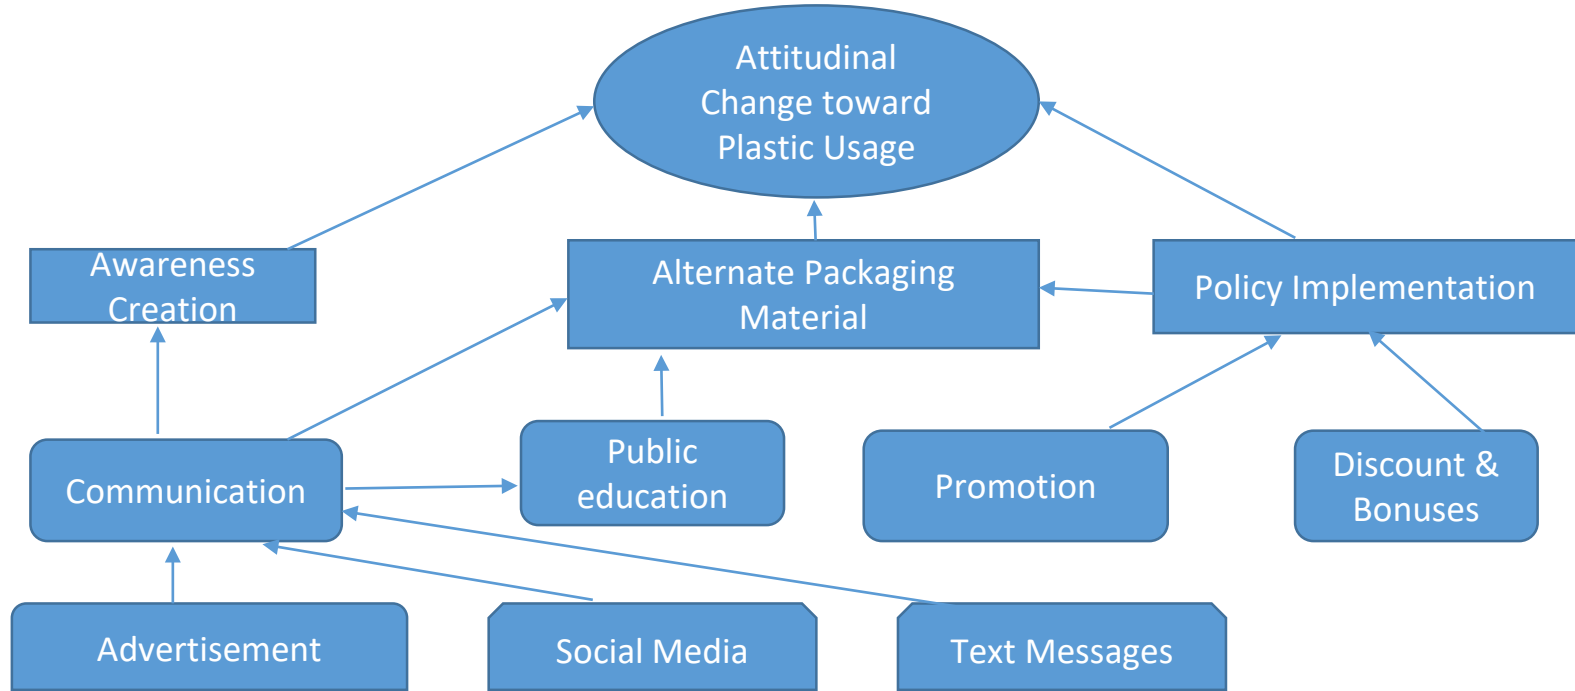 Attitudinal
Change toward
Plastic Usage
Awareness
Creation
Alternate Packaging
Material
Policy Implementation
Communication
Public
education
Promotion
Discount &
Bonuses
Advertisement
Social Media
Text Messages